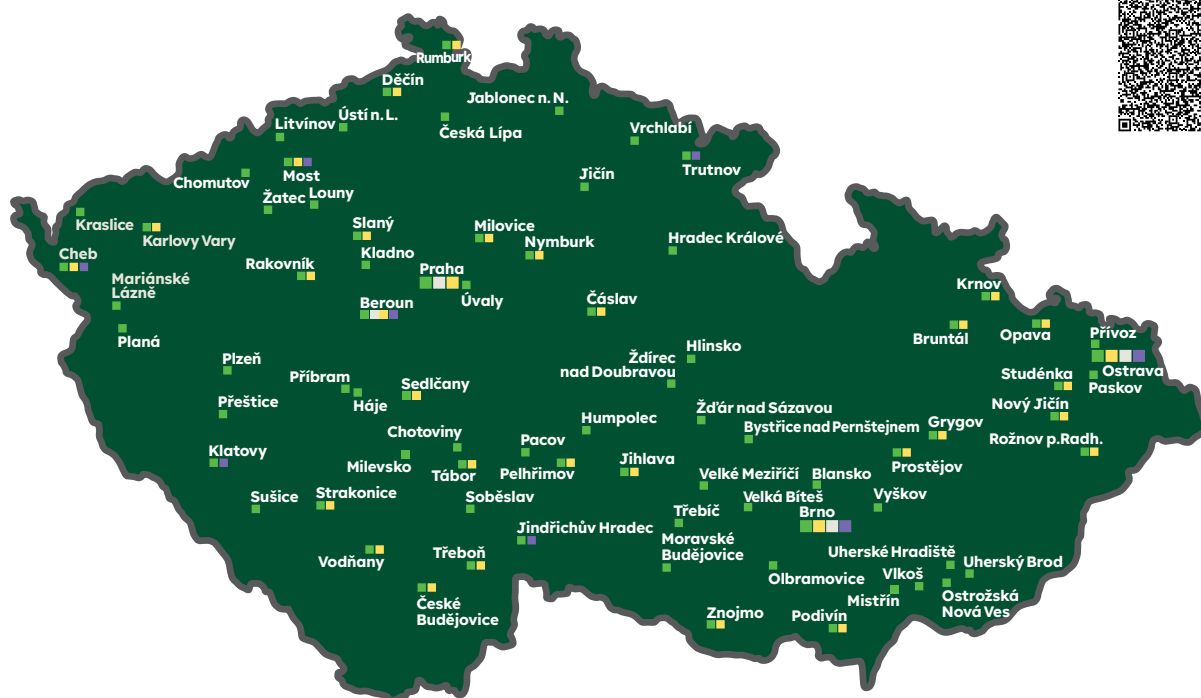 Rumburk
Děčín
Jablonec n. N.
Ústí n. L.
Litvínov
Česká Lípa
Vrchlabí
Most
Trutnov
Chomutov
Jičín
Žatec
Louny
Kraslice
Slaný
Milovice
Karlovy Vary
Nymburk
Hradec Králové
Cheb
Kladno
Rakovník
Praha
Mariánské
Lázně
Krnov
Úvaly
Čáslav
Beroun
Planá
Bruntál
Opava
Přívoz
Hlinsko
Plzeň
Ždírec
nad Doubravou
Ostrava
Studénka
Paskov
Příbram
Sedlčany
Přeštice
Háje
Nový Jičín
Žďár nad Sázavou
Humpolec
Bystřice nad Pernštejnem
Grygov
Chotoviny
Rožnov p.Radh.
Klatovy
Pacov
Milevsko
Jihlava
Prostějov
Tábor
Pelhřimov
Velké Meziříčí
Blansko
Sušice
Strakonice
Soběslav
Velká Bíteš
Vyškov
Třebíč
Brno
Jindřichův Hradec
Moravské
Budějovice
Vodňany
Třeboň
Uherské Hradiště
Uherský Brod
Olbramovice
Vlkoš
Mistřín
Ostrožská
Nová Ves
České
Budějovice
Znojmo
Podivín